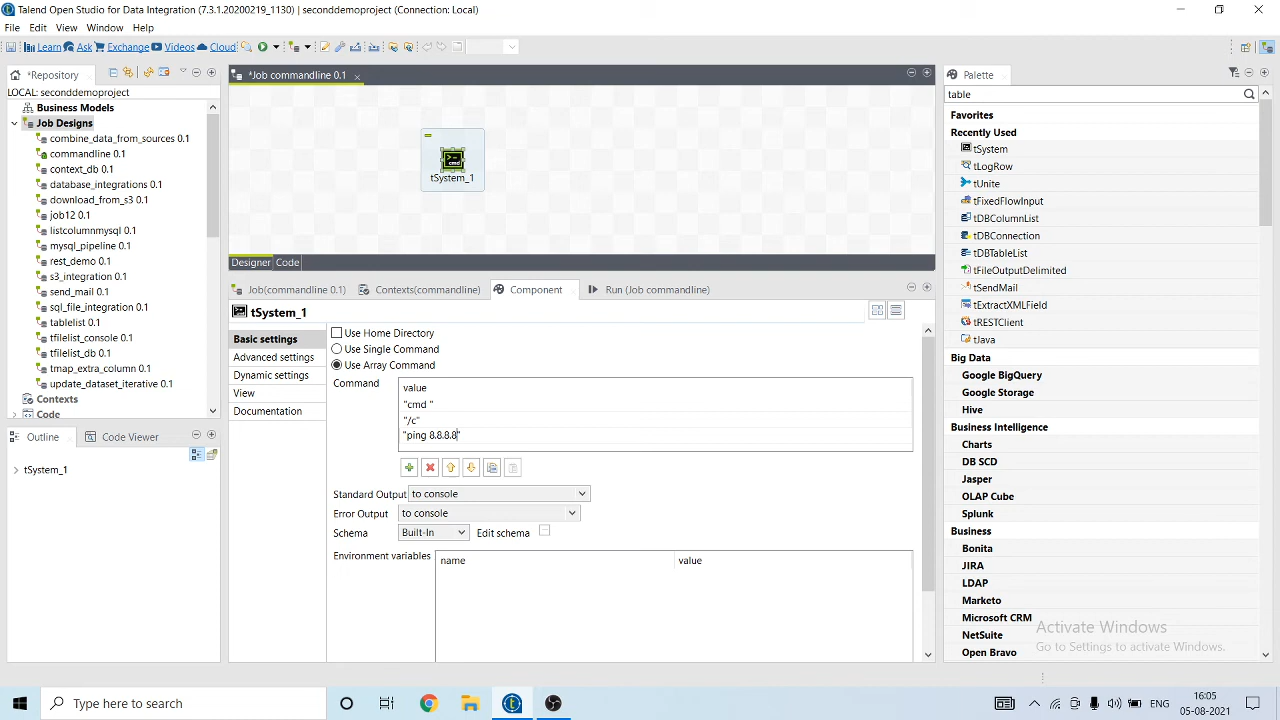 Talend Open Studio for Data Integration (7.3.1.20200219_1130) | seconddemoproject (Connection: Local)
File Edit View Window Help
Learn Ask Exchange Videos Cloud
*Repository
LOCAL: seconddemoproject
Business Models
Job Designs
combine_data_from_sources 0.1
commandline 0.1
context_db 0.1
database_integrations 0.1
download_from_s3 0.1
job12 0.1
listcolumnmysql 0.1
mysql_pipeline 0.1
rest_demo 0.1
s3_integration 0.1
send_mail 0.1
sql_file_integration 0.1
tablelist 0.1
tfilelist_console 0.1
tfilelist_db 0.1
tmap_extra_column 0.1
update_dataset_iterative 0.1
Contexts
Code
Outline
Code Viewer
tSystem_1
*Job commandline 0.1
cmd
tSystem_1
Designer Code
Job(commandline 0.1)
Contexts(commandline)
Component
Run (Job commandline)
tSystem_1
Basic settings
Advanced settings
Dynamic settings
View
Documentation
Use Home Directory
Use Single Command
Use Array Command
Command
value
"cmd "
"/c"
"ping 8.8.8.8"
Standard Output to console
Error Output to console
Schema Built-In Edit schema
Environment variables
name value
Palette
table
Favorites
Recently Used
tSystem
tLogRow
tUnite
tFixedFlowInput
tDBColumnList
tDBConnection
tDBTableList
tFileOutputDelimited
tSendMail
tExtractXMLField
tRESTClient
tJava
Big Data
Google BigQuery
Google Storage
Hive
Business Intelligence
Charts
DB SCD
Jasper
OLAP Cube
Splunk
Business
Bonita
JIRA
LDAP
Marketo
Microsoft CRM
NetSuite
Open Bravo
Activate Windows
Go to Settings to activate Windows.
Type here to search
ENG
16:05
05-08-2021